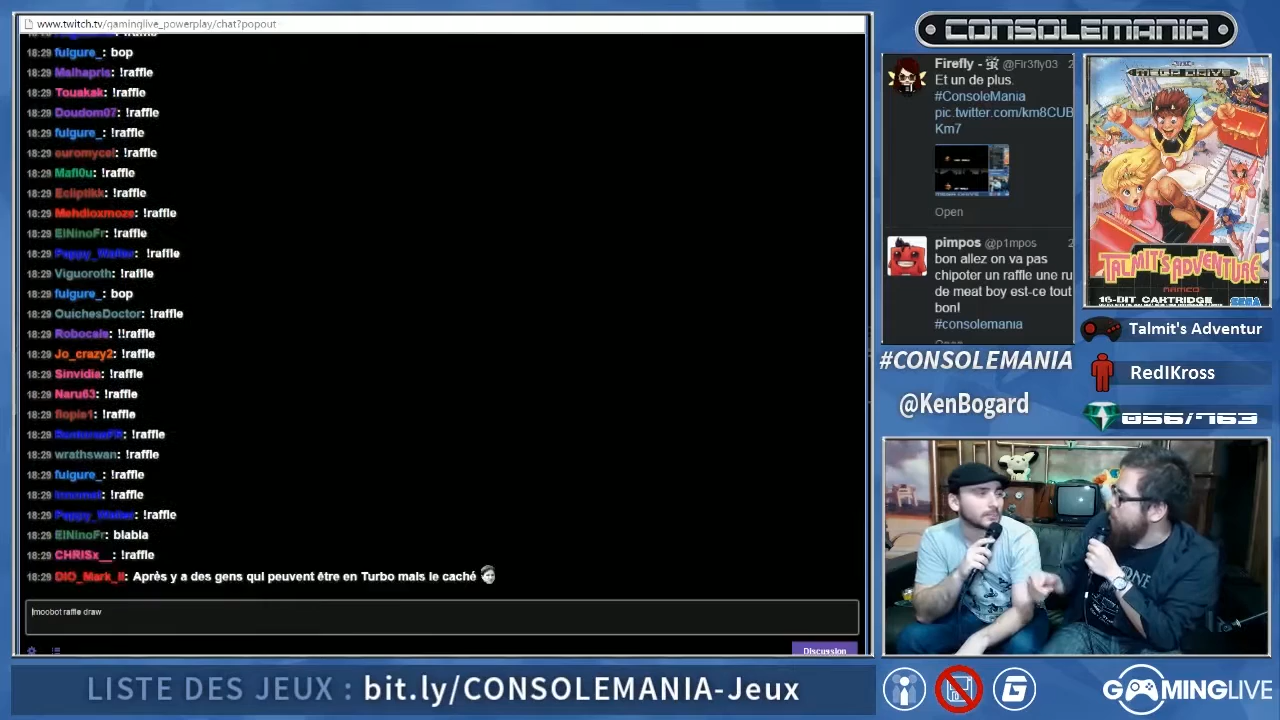 www.twitch.tv/gaminglive_powerplay/chat?popout
18:29 fulgure_: bop
18:29 Malhapris: !raffle
18:29 Touakak: !raffle
18:29 Doudom07: !raffle
18:29 fulgure_: !raffle
18:29 euromycel: !raffle
18:29 Mafl0u: !raffle
18:29 Ecliptikk: !raffle
18:29 Mehdioxmoze: !raffle
18:29 ElNinoFr: !raffle
18:29 !raffle
18:29 Viguoroth: !raffle
18:29 fulgure_: bop
18:29 OuichesDoctor: !raffle
18:29 Robocale: !!raffle
18:29 Jo_crazy2: !raffle
18:29 Sinvidia: !raffle
18:29 Naru63: !raffle
18:29 flopie1: !raffle
18:29 !raffle
18:29 wrathswan: !raffle
18:29 fulgure_: !raffle
18:29 !raffle
18:29 !raffle
18:29 ElNinoFr: blabla
18:29 CHRISx__: !raffle
18:29 DIO_Mark_II: Après y a des gens qui peuvent être en Turbo mais le caché
!moobot raffle draw
Discussion
CONSOLEMANIA
Firefly - @Fir3fly03 2
Et un de plus.
#ConsoleMania
pic.twitter.com/km8CUB
Km7
Open
pimpos @p1mpos 2
bon allez on va pas
chipoter un raffle une ru
de meat boy est-ce tout
bon!
#consolemania
Open
#CONSOLEMANIA
@KenBogard
MEGA DRIVE
TALMIT'S ADVENTURE
NAMCO
16-BIT CARTRIDGE
SEGA
Talmit's Adventur
RedIKross
056/763
LISTE DES JEUX : bit.ly/CONSOLEMANIA-Jeux
G
GAMINGLIVE